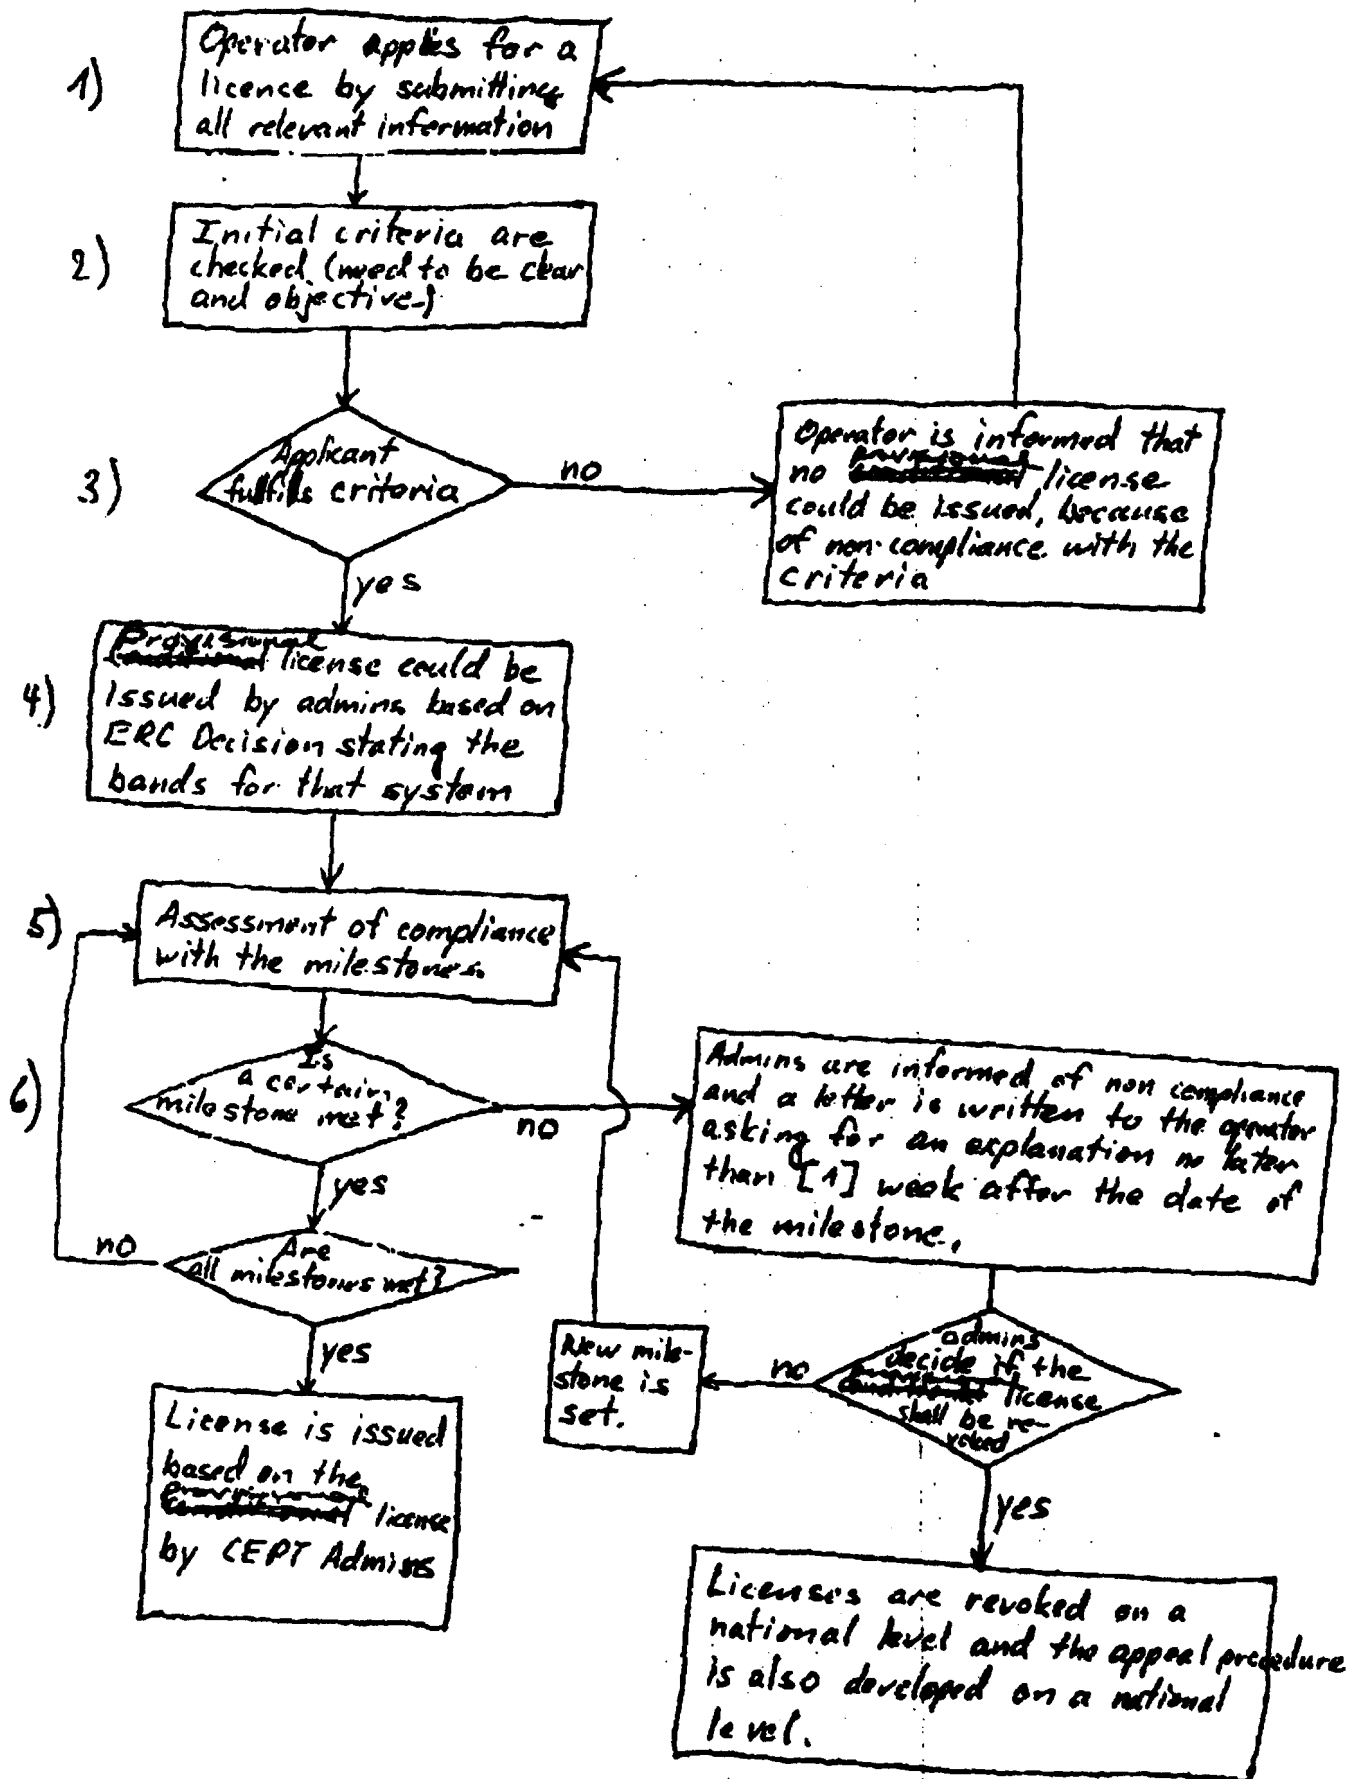 1)
Operator applies for a
licence by submitting
all relevant information
2)
Initial criteria are
checked (need to be clear
and objective.)
3)
Applicant
fulfills criteria
no
Operator is informed that
provisional
no conditional license
could be issued, because
of non-compliance with the
criteria
yes
4)
Provisional
conditional license could be
issued by admins based on
ERC Decision stating the
bands for that system
5)
Assessment of compliance
with the milestones.
6)
Is
a certain
milestone met?
no
Admins are informed of non compliance
and a letter is written to the operator
asking for an explanation no later
than [1] week after the date of
the milestone.
yes
Are
all milestones met?
no
yes
New mile-
stone is
set.
no
admins
decide if the
provisional
conditional license
shall be re-
voked
yes
License is issued
based on the
provisional
conditional license
by CEPT Admins
Licenses are revoked on a
national level and the appeal procedure
is also developed on a national
level.